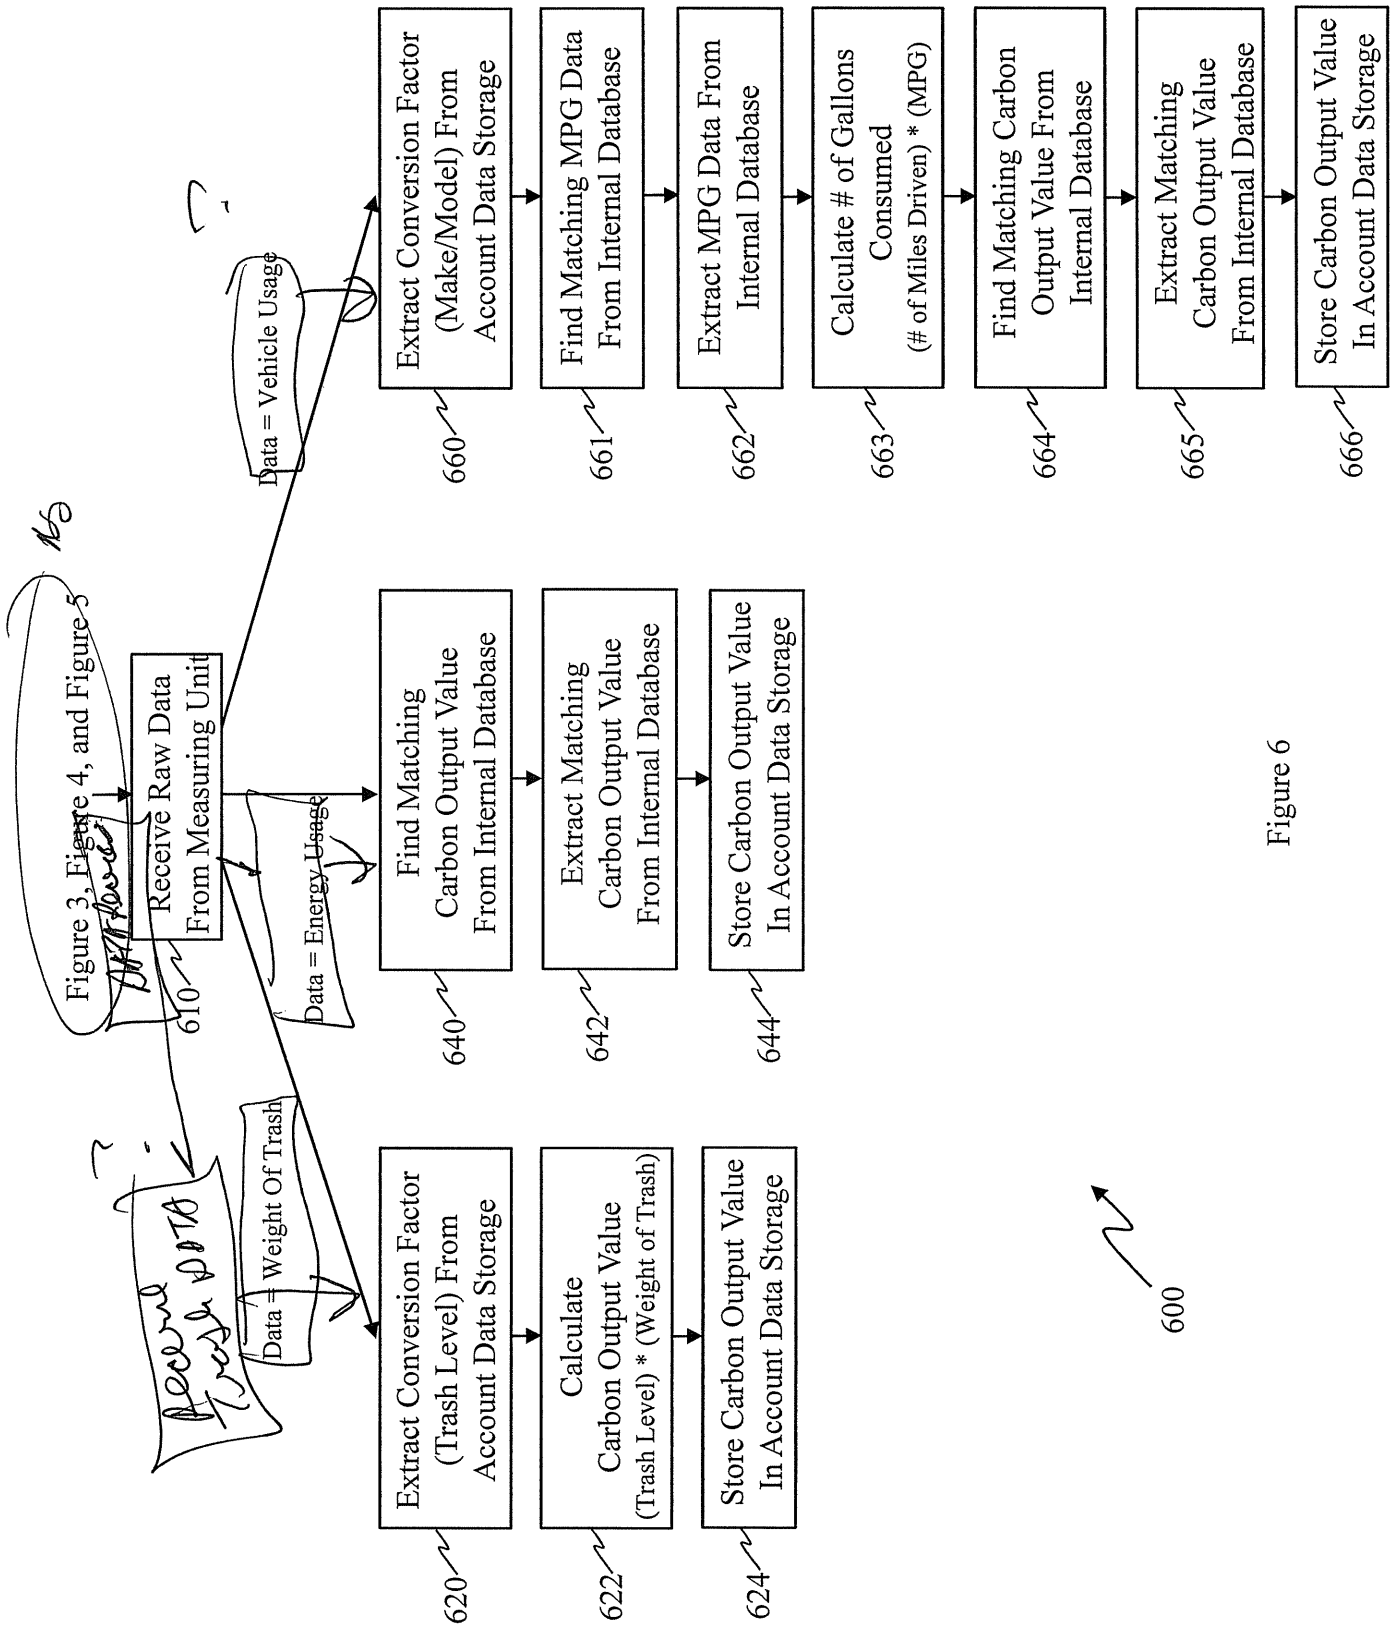 Figure 3, Figure 4, and Figure 5
No
Receive Raw Data
From Measuring Unit
610
Receive
Trash DATA
?
?
Data = Weight Of Trash
Data = Energy Usage
Data = Vehicle Usage
Extract Conversion Factor
(Trash Level) From
Account Data Storage
620
Calculate
Carbon Output Value
(Trash Level) * (Weight of Trash)
622
Store Carbon Output Value
In Account Data Storage
624
Find Matching
Carbon Output Value
From Internal Database
640
Extract Matching
Carbon Output Value
From Internal Database
642
Store Carbon Output Value
In Account Data Storage
644
Extract Conversion Factor
(Make/Model) From
Account Data Storage
660
Find Matching MPG Data
From Internal Database
661
Extract MPG Data From
Internal Database
662
Calculate # of Gallons
Consumed
(# of Miles Driven) * (MPG)
663
Find Matching Carbon
Output Value From
Internal Database
664
Extract Matching
Carbon Output Value
From Internal Database
665
Store Carbon Output Value
In Account Data Storage
666
600
Figure 6